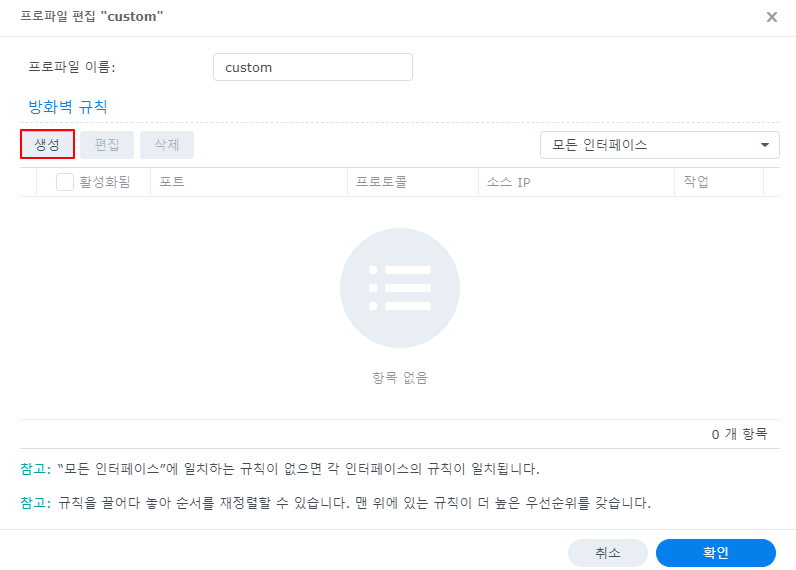 프로파일 편집 "custom"
프로파일 이름: custom
방화벽 규칙
생성 편집 삭제 모든 인터페이스
활성화됨 포트 프로토콜 소스 IP 작업
항목 없음
0 개 항목
참고: “모든 인터페이스”에 일치하는 규칙이 없으면 각 인터페이스의 규칙이 일치됩니다.
참고: 규칙을 끌어다 놓아 순서를 재정렬할 수 있습니다. 맨 위에 있는 규칙이 더 높은 우선순위를 갖습니다.
취소 확인